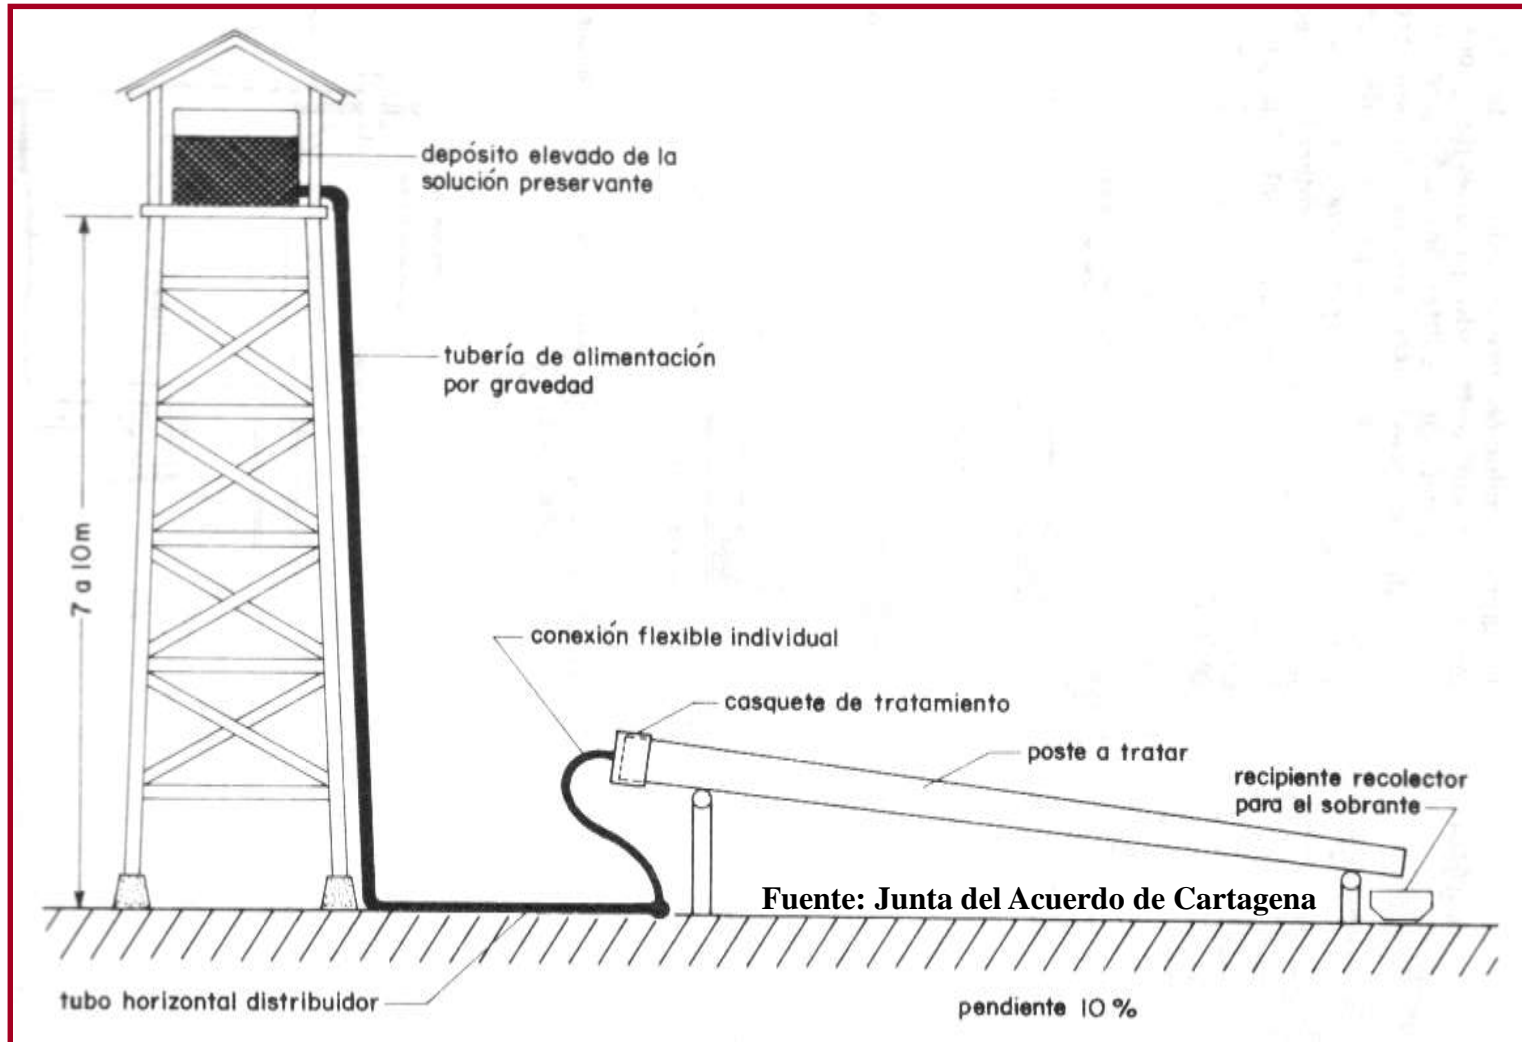 depósito elevado de la
solución preservante
tubería de alimentación
por gravedad
7 a 10m
conexión flexible individual
casquete de tratamiento
poste a tratar
recipiente recolector
para el sobrante
Fuente: Junta del Acuerdo de Cartagena
tubo horizontal distribuidor
pendiente 10 %